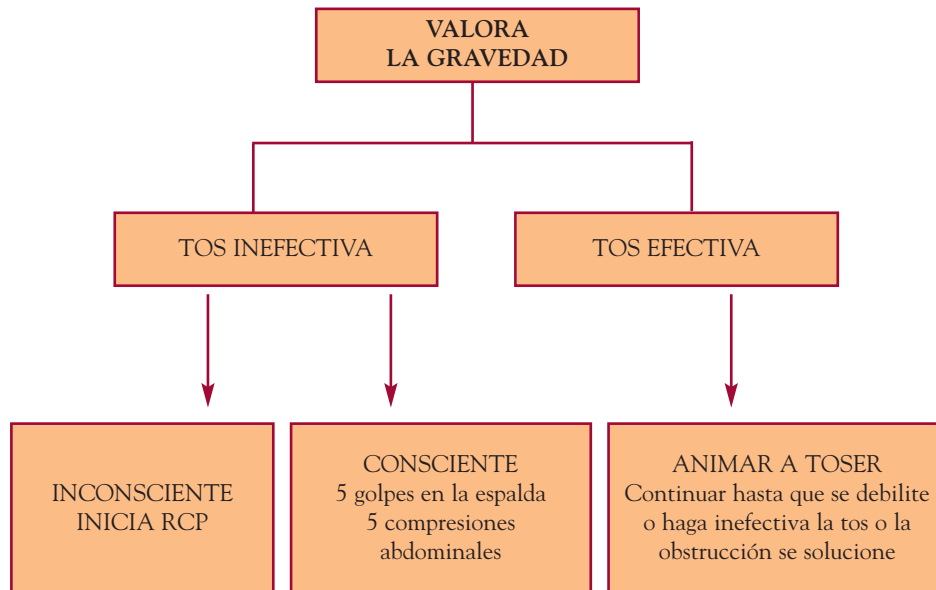 VALORA
LA GRAVEDAD
TOS INEFECTIVA
TOS EFECTIVA
INCONSCIENTE
INICIA RCP
CONSCIENTE
5 golpes en la espalda
5 compresiones
abdominales
ANIMAR A TOSER
Continuar hasta que se debilite
o haga inefectiva la tos o la
obstrucción se solucione